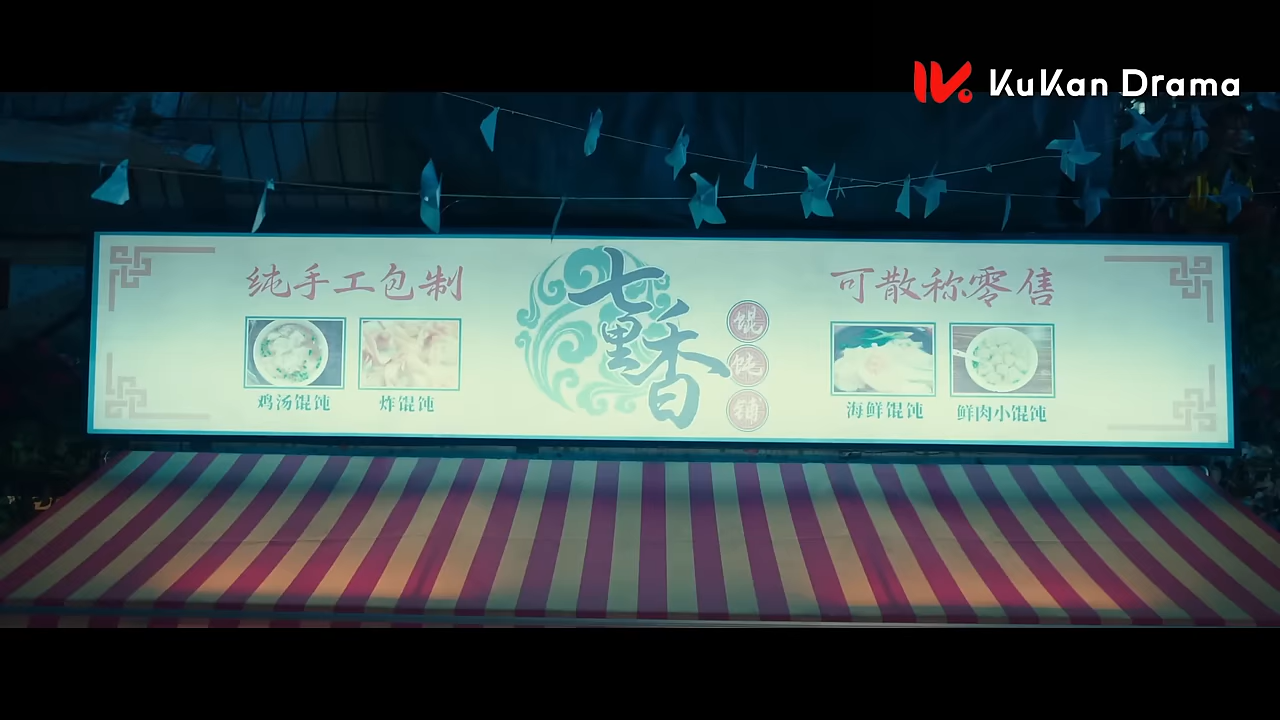 KuKan Drama
纯手工包制
七里香
馄饨铺
可散称零售
鸡汤馄饨
炸馄饨
海鲜馄饨
鲜肉小馄饨